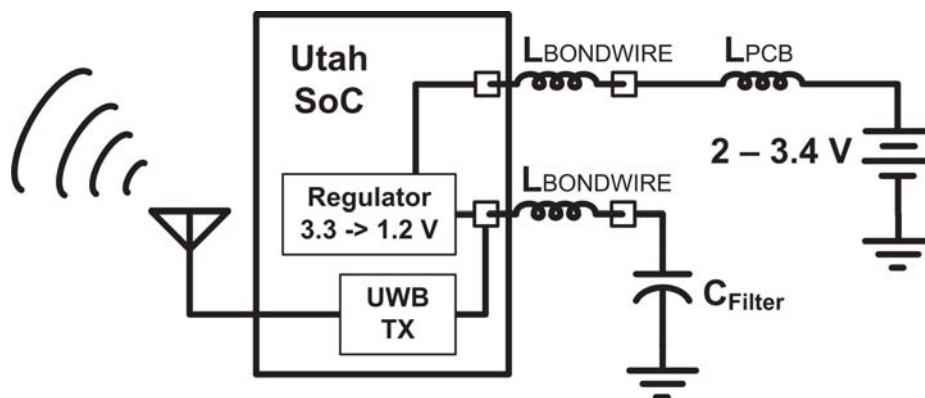 Utah
SoC
LBONDWIRE
LPCB
2 – 3.4 V
Regulator
3.3 -> 1.2 V
LBONDWIRE
UWB
TX
CFilter